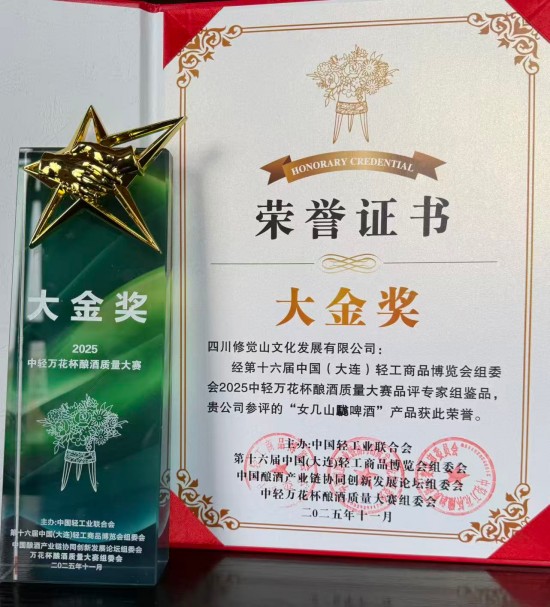 大金奖
2025
中轻万花杯酿酒质量大赛
主办:中国轻工业联合会
第十六届中国(大连)轻工商品博览会组委会
中国酿酒产业链协同创新发展论坛组委会
万花杯酿酒质量大赛组委会
二〇二五年十一月
HONORARY CREDENTIAL
荣誉证书
大金奖
四川修觉山文化发展有限公司：
经第十六届中国（大连）轻工商品博览会组委
会2025中轻万花杯酿酒质量大赛品评专家组鉴品，
贵公司参评的“女几山啤酒”产品获此荣誉。
主办:中国轻工业联合会
第十六届中国(大连)轻工商品博览会组委会
中国酿酒产业链协同创新发展论坛组委会
中轻万花杯酿酒质量大赛组委会
二〇二五年十一月